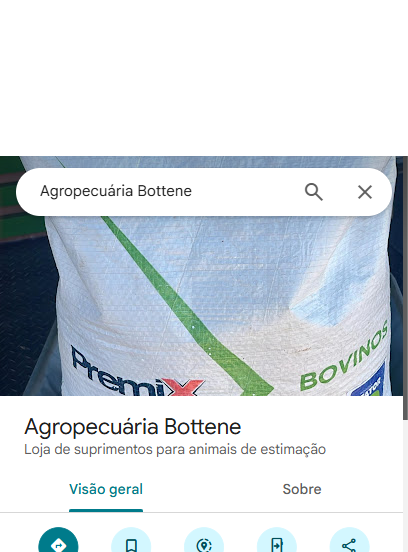 Agropecuária Bottene
Premix
BOVINOS
Agropecuária Bottene
Loja de suprimentos para animais de estimação
Visão geral
Sobre